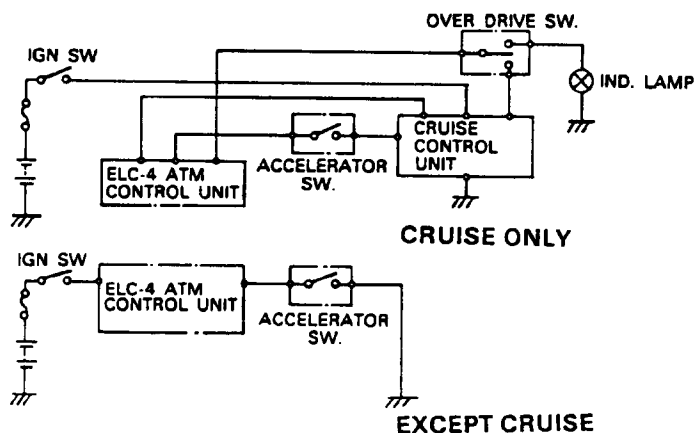 OVER DRIVE SW.
IGN SW
IND. LAMP
CRUISE
CONTROL
UNIT
ELC-4 ATM
CONTROL UNIT
ACCELERATOR
SW.
CRUISE ONLY
IGN SW
ELC-4 ATM
CONTROL UNIT
ACCELERATOR
SW.
EXCEPT CRUISE